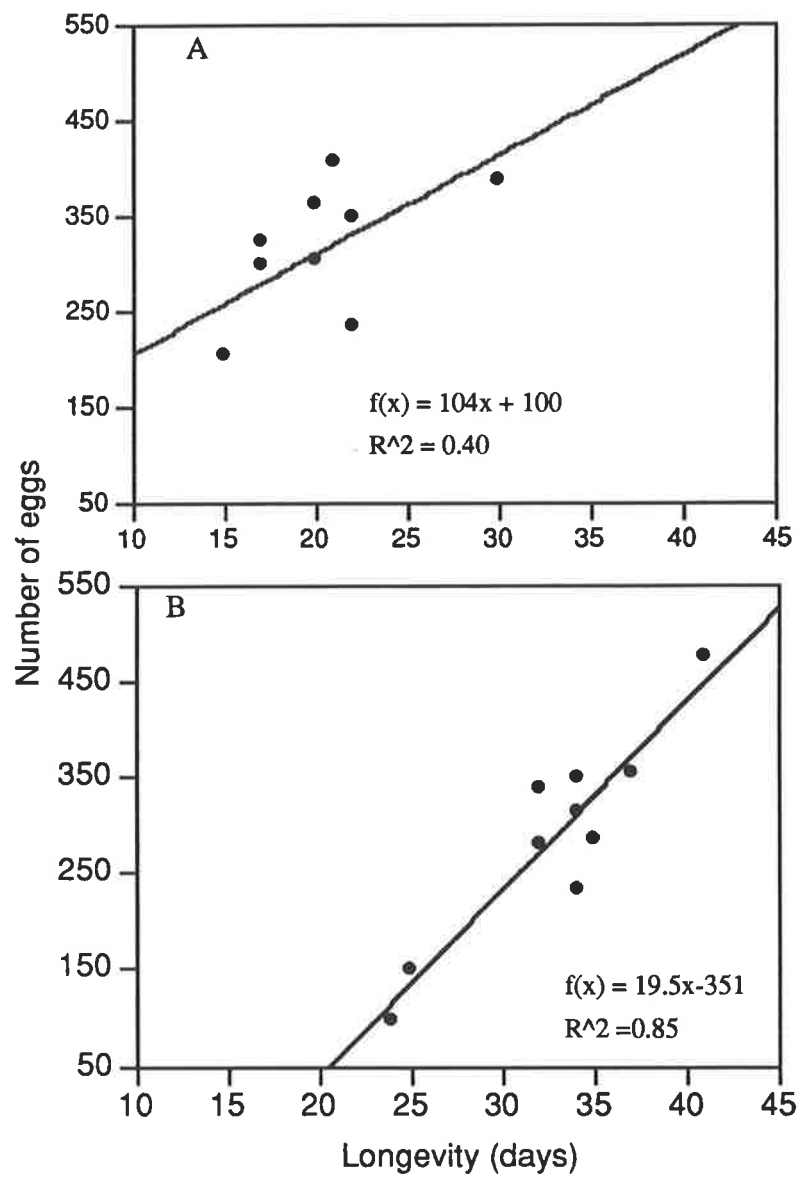 A
550
450
350
250
150
50
f(x) = 104x + 100
R^2 = 0.40
10 15 20 25 30 35 40 45
Number of eggs
B
550
450
350
250
150
50
f(x) = 19.5x-351
R^2 =0.85
10 15 20 25 30 35 40 45
Longevity (days)